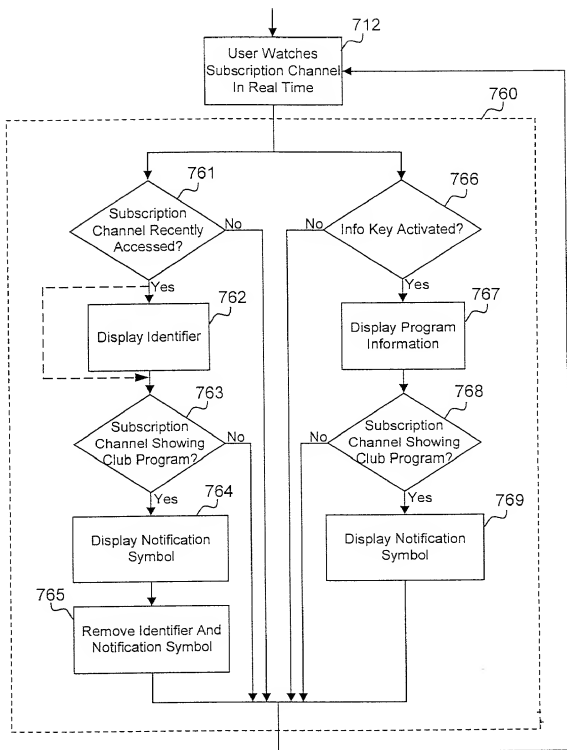 712
User Watches
Subscription Channel
In Real Time
760
761
Subscription
Channel Recently
Accessed?
No
Yes
766
Info Key Activated?
No
Yes
762
Display Identifier
767
Display Program
Information
763
Subscription
Channel Showing
Club Program?
No
Yes
768
Subscription
Channel Showing
Club Program?
No
Yes
764
Display Notification
Symbol
769
Display Notification
Symbol
765
Remove Identifier And
Notification Symbol